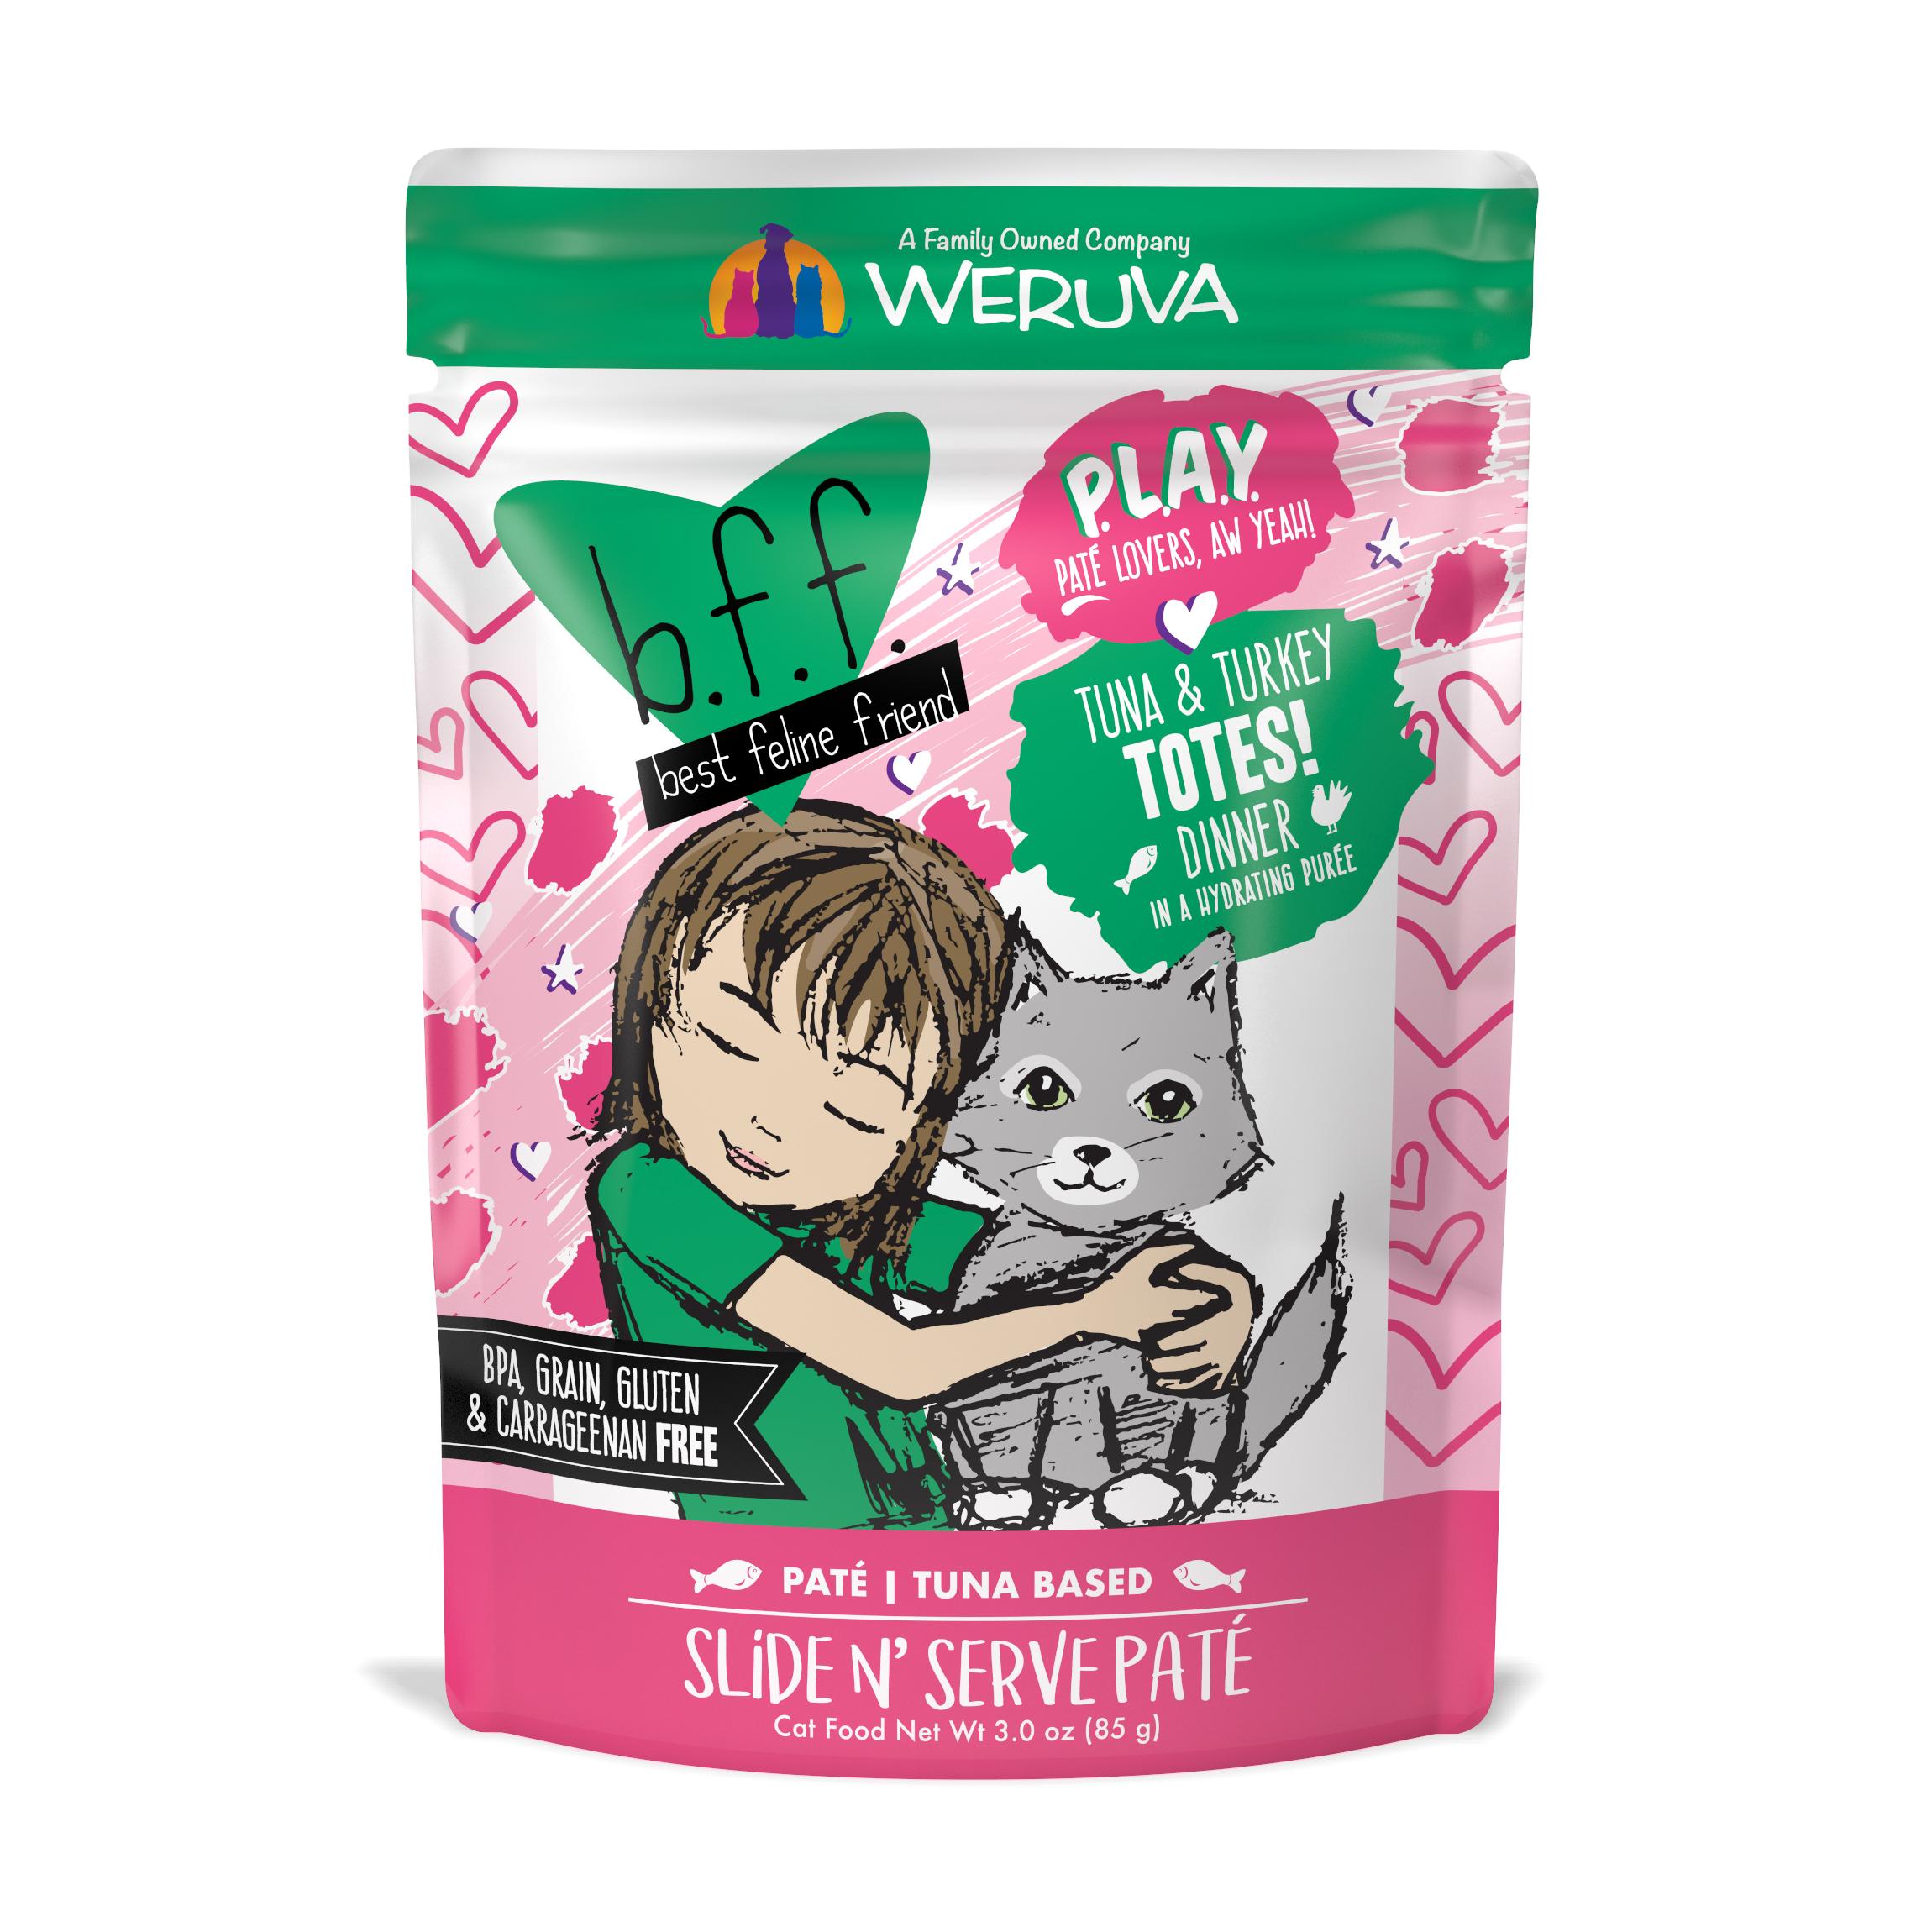 A Family Owned Company
WERUVA
b.f.f.
best feline friend
P.L.A.Y.
PATÉ LOVERS, AW YEAH!
TUNA & TURKEY
TOTES!
DINNER
IN A HYDRATING PURÉE
BPA, GRAIN, GLUTEN
& CARRAGEENAN FREE
PATÉ | TUNA BASED
SLiDE N' SERVE PATÉ
Cat Food Net Wt 3.0 oz (85 g)